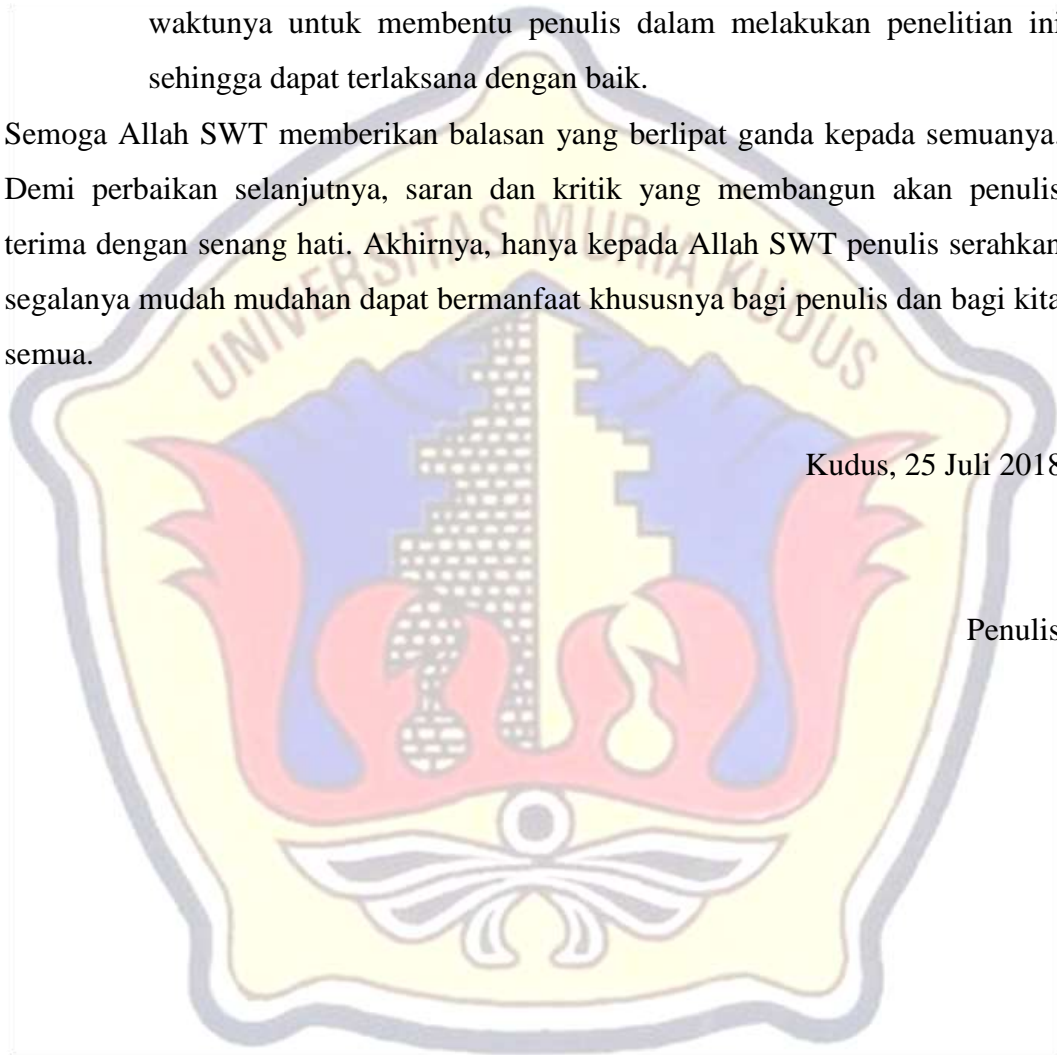 waktunya untuk membentu penulis dalam melakukan penelitian ini
sehingga dapat terlaksana dengan baik.
Semoga Allah SWT memberikan balasan yang berlipat ganda kepada semuanya.
Demi perbaikan selanjutnya, saran dan kritik yang membangun akan penulis
terima dengan senang hati. Akhirnya, hanya kepada Allah SWT penulis serahkan
segalanya mudah mudahan dapat bermanfaat khususnya bagi penulis dan bagi kita
semua.
UNIVERSITAS MURIA KUDUS
Kudus, 25 Juli 2018
Penulis